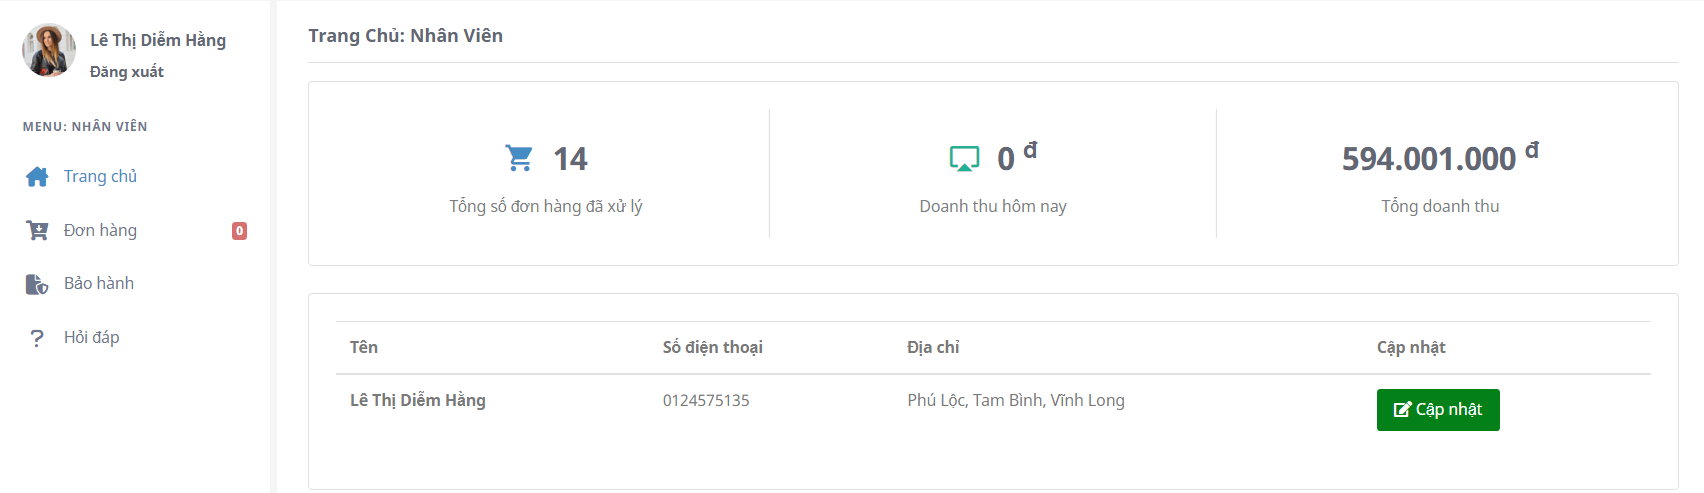 Lê Thị Diễm Hằng
Đăng xuất
MENU: NHÂN VIÊN
Trang chủ
Đơn hàng 0
Bảo hành
Hỏi đáp
Trang Chủ: Nhân Viên
14
Tổng số đơn hàng đã xử lý
0 đ
Doanh thu hôm nay
594.001.000 đ
Tổng doanh thu
Tên Số điện thoại Địa chỉ Cập nhật
Lê Thị Diễm Hằng 0124575135 Phú Lộc, Tam Bình, Vĩnh Long Cập nhật